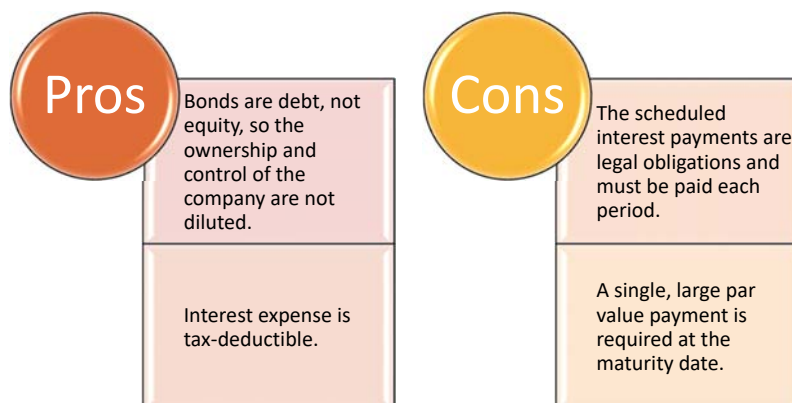 Pros
Bonds are debt, not
equity, so the
ownership and
control of the
company are not
diluted.
Interest expense is
tax-deductible.
Cons
The scheduled
interest payments are
legal obligations and
must be paid each
period.
A single, large par
value payment is
required at the
maturity date.